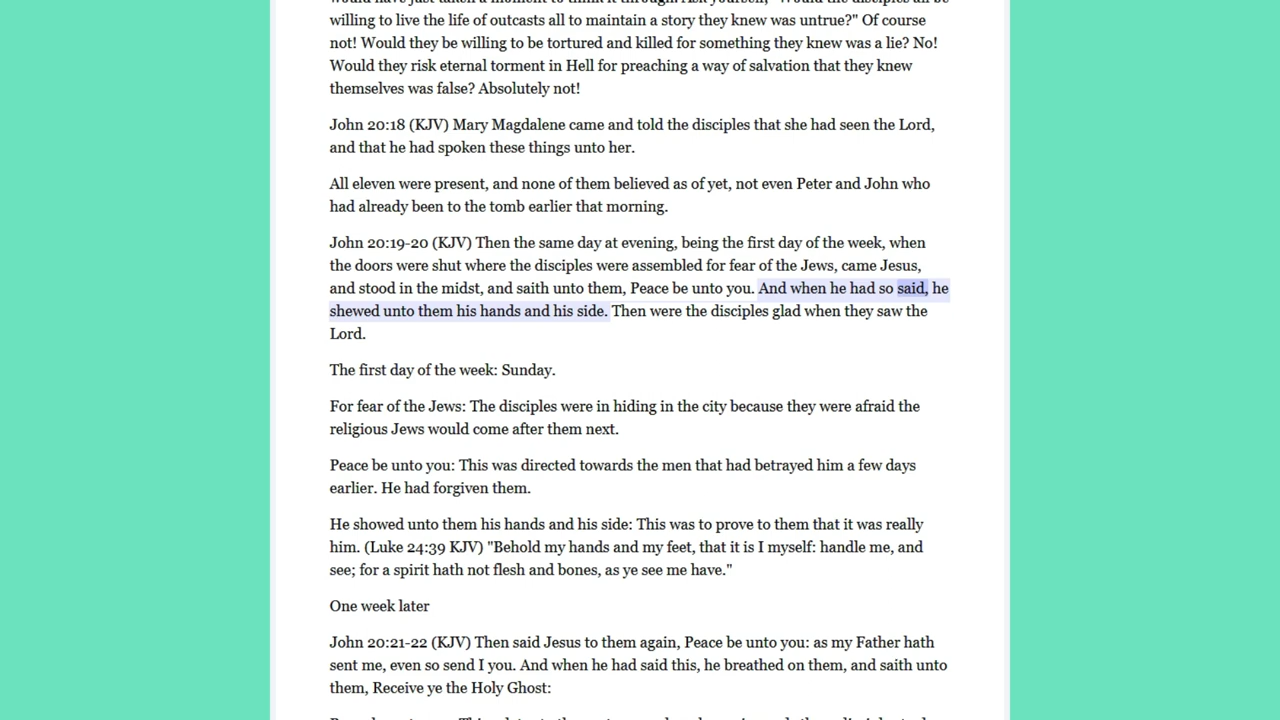 willing to live the life of outcasts all to maintain a story they knew was untrue?" Of course
not! Would they be willing to be tortured and killed for something they knew was a lie? No!
Would they risk eternal torment in Hell for preaching a way of salvation that they knew
themselves was false? Absolutely not!
John 20:18 (KJV) Mary Magdalene came and told the disciples that she had seen the Lord,
and that he had spoken these things unto her.
All eleven were present, and none of them believed as of yet, not even Peter and John who
had already been to the tomb earlier that morning.
John 20:19-20 (KJV) Then the same day at evening, being the first day of the week, when
the doors were shut where the disciples were assembled for fear of the Jews, came Jesus,
and stood in the midst, and saith unto them, Peace be unto you. And when he had so said, he
shewed unto them his hands and his side. Then were the disciples glad when they saw the
Lord.
The first day of the week: Sunday.
For fear of the Jews: The disciples were in hiding in the city because they were afraid the
religious Jews would come after them next.
Peace be unto you: This was directed towards the men that had betrayed him a few days
earlier. He had forgiven them.
He showed unto them his hands and his side: This was to prove to them that it was really
him. (Luke 24:39 KJV) "Behold my hands and my feet, that it is I myself: handle me, and
see; for a spirit hath not flesh and bones, as ye see me have."
One week later
John 20:21-22 (KJV) Then said Jesus to them again, Peace be unto you: as my Father hath
sent me, even so send I you. And when he had said this, he breathed on them, and saith unto
them, Receive ye the Holy Ghost: